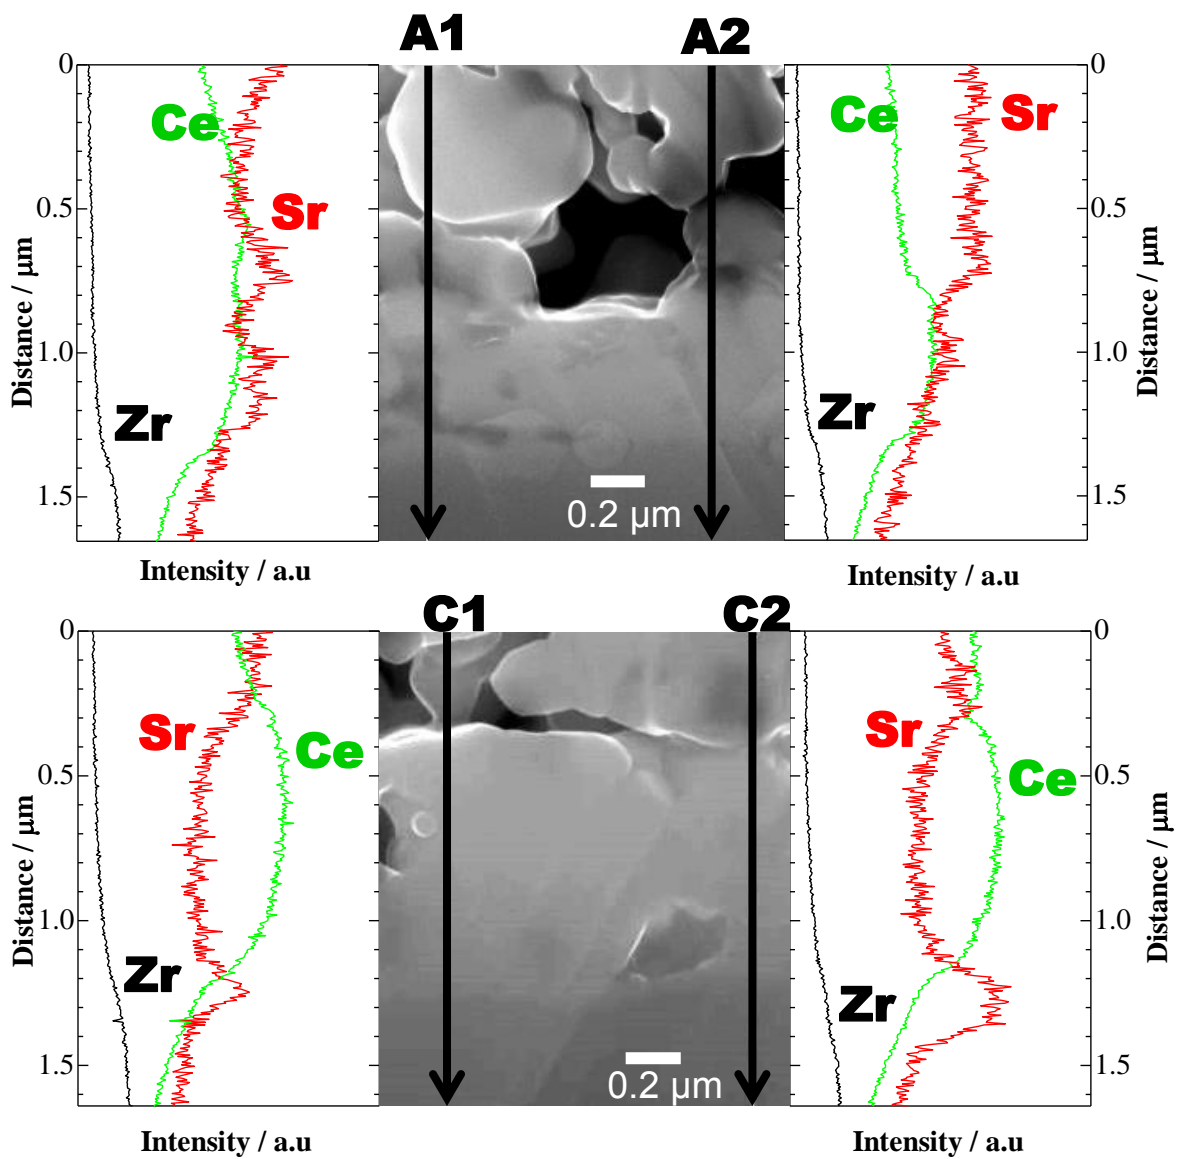 A1 A2
0 0
Ce Ce Sr
Sr
0.5 0.5
Distance / µm Distance / µm
1.0 1.0
Zr Zr
1.5 0.2 µm 1.5
Intensity / a.u Intensity / a.u
C1 C2
0 0
Sr Ce Sr Ce
0.5 0.5
Distance / µm Distance / µm
1.0 1.0
Zr Zr
1.5 0.2 µm 1.5
Intensity / a.u Intensity / a.u